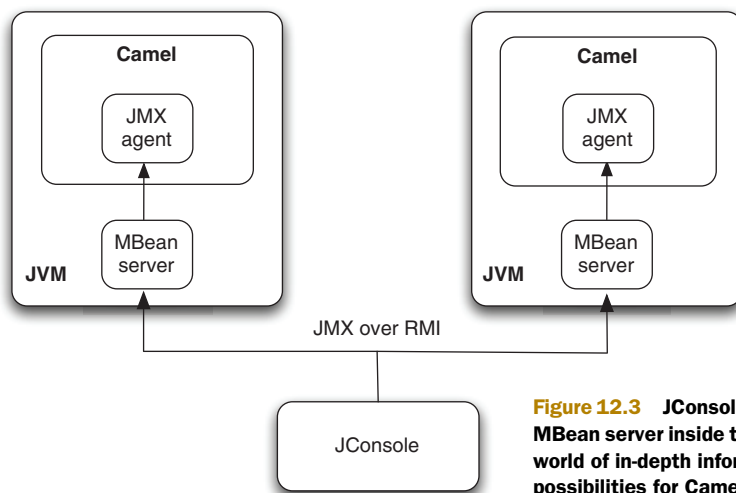 Camel
JMX
agent
MBean
server
JVM
Camel
JMX
agent
MBean
server
JVM
JMX over RMI
JConsole
Figure 12.3 JConsol
MBean server inside t
world of in-depth infor
possibilities for Came